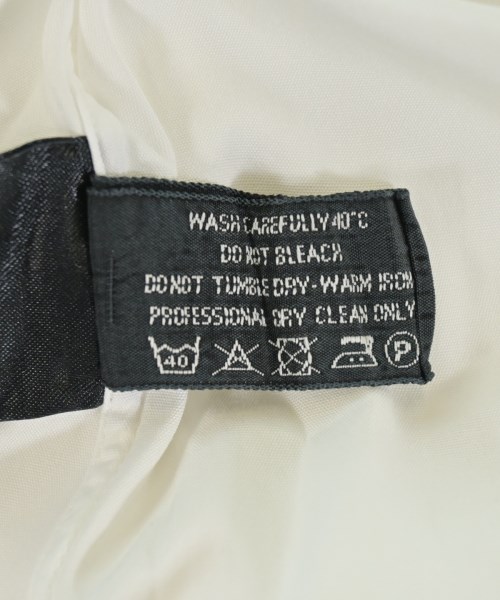 WASH CAREFULLY 40°C
DO NOT BLEACH
DO NOT TUMBLE DRY-WARM IRON
PROFESSIONAL DRY CLEAN ONLY
40 P